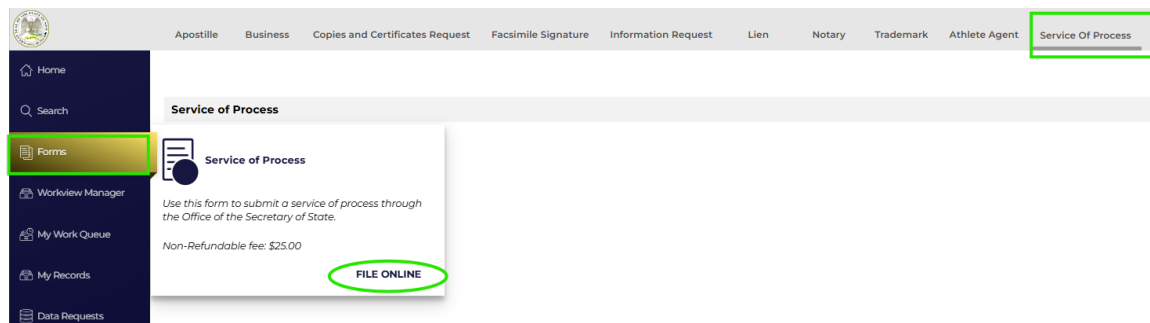 Apostille Business Copies and Certificates Request Facsimile Signature Information Request Lien Notary Trademark Athlete Agent Service Of Process
Home
Search
Service of Process
Forms
Service of Process
Workview Manager
Use this form to submit a service of process through
the Office of the Secretary of State.
My Work Queue
Non-Refundable fee: $25.00
My Records
FILE ONLINE
Data Requests